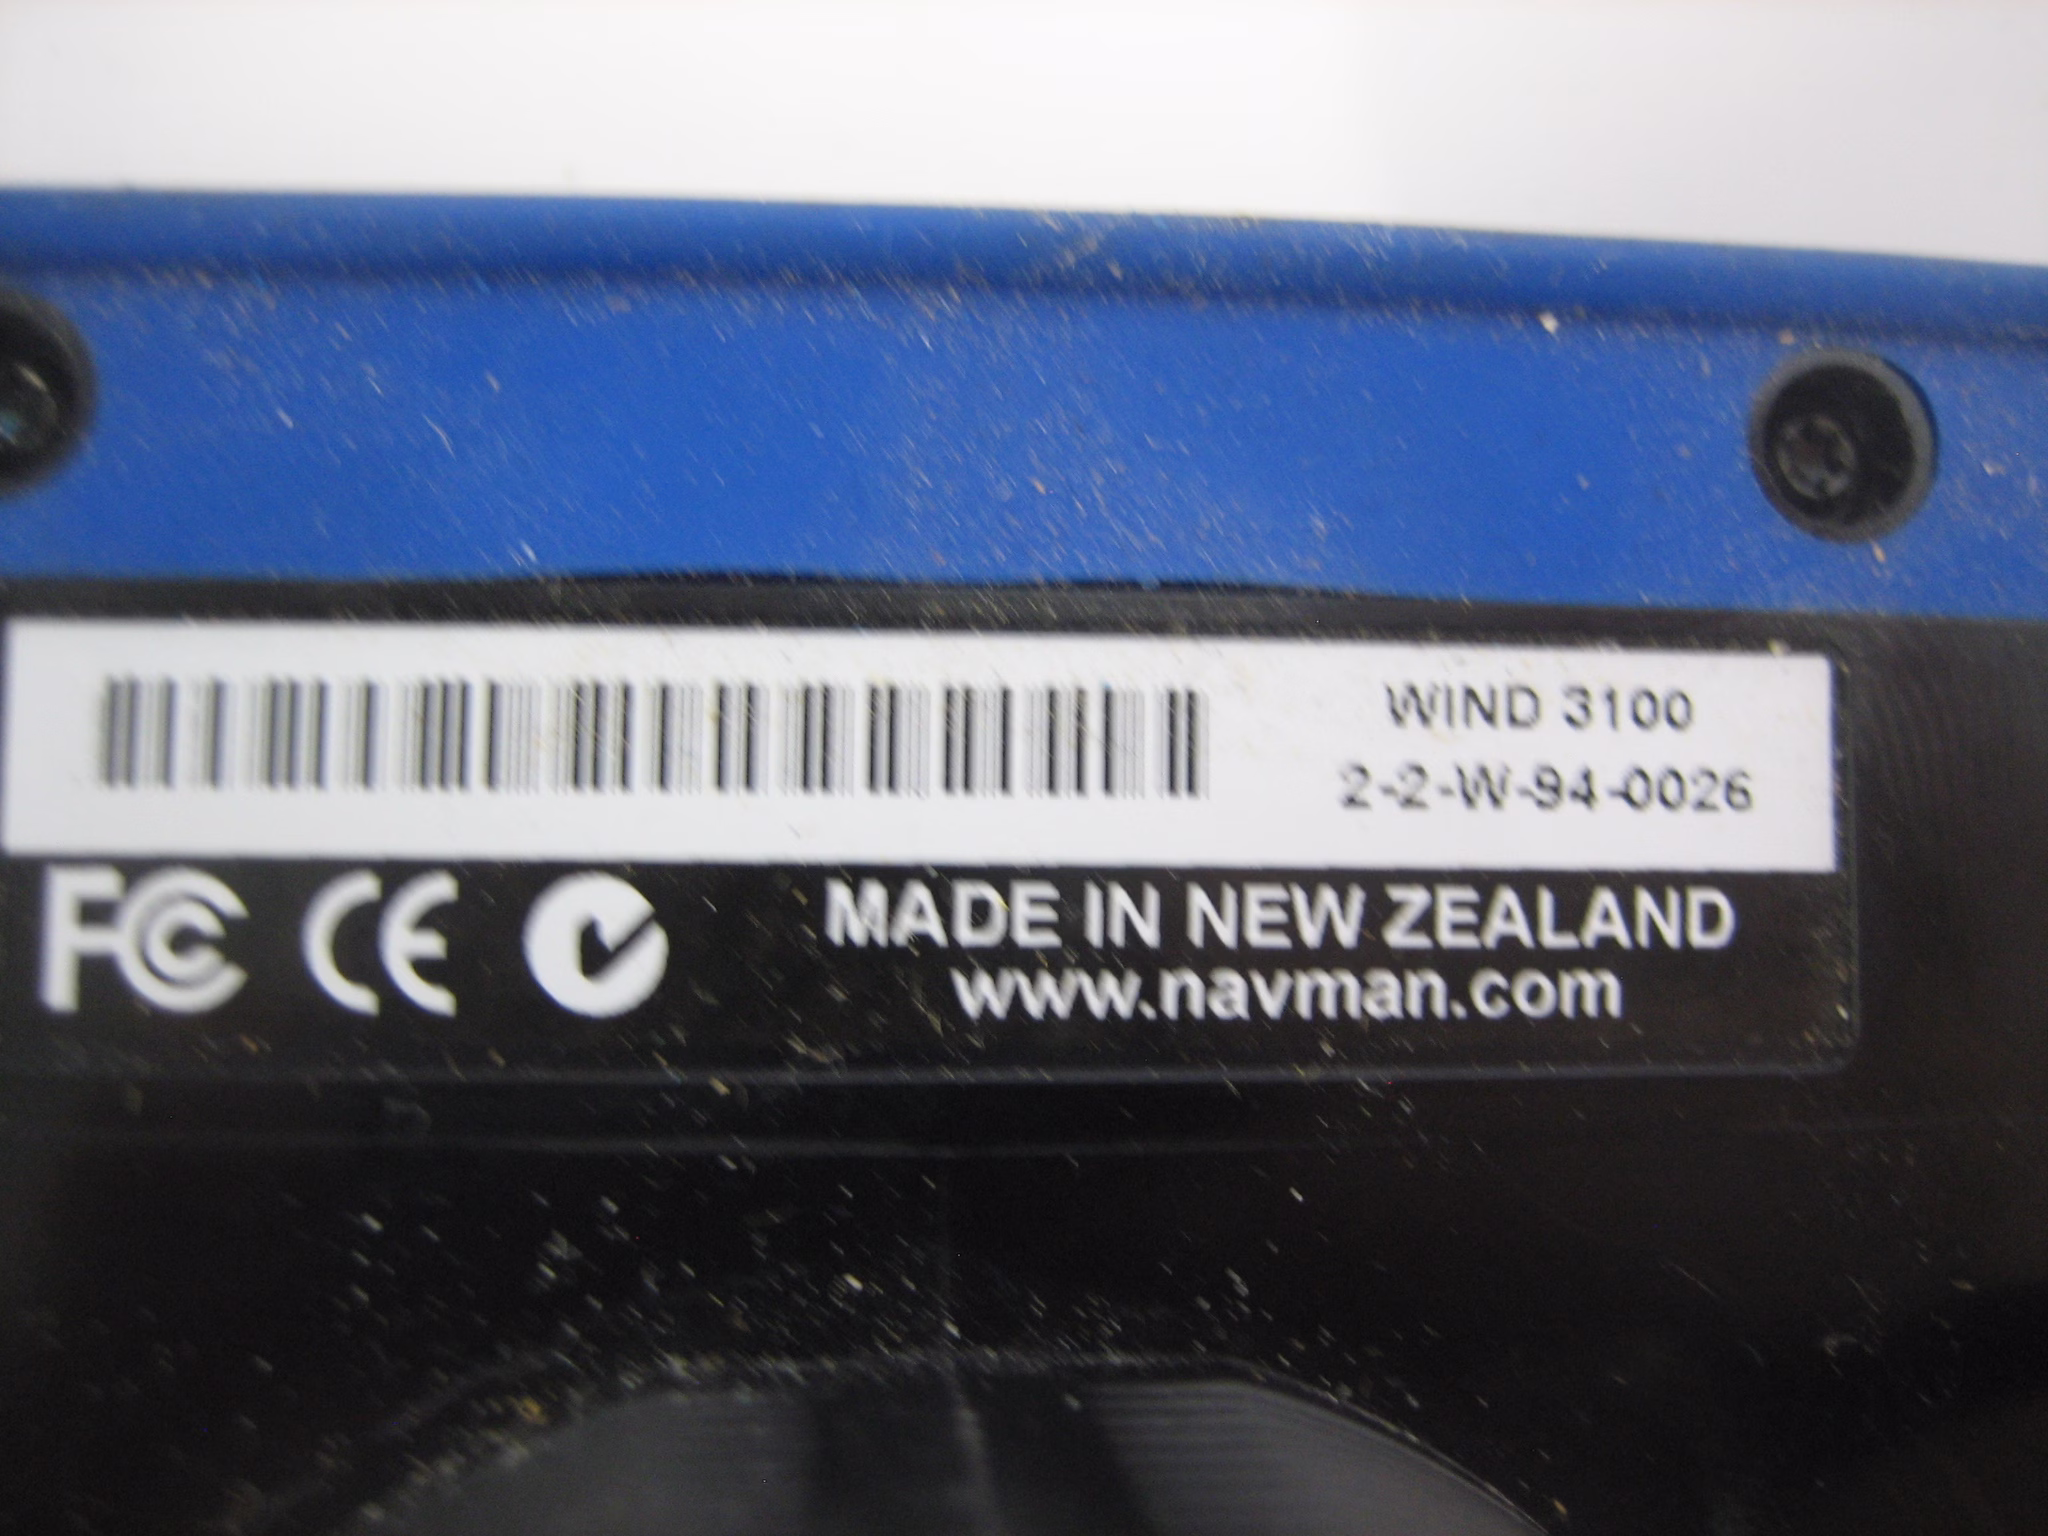 WIND 3100
2-2-W-94-0026
FC CE MADE IN NEW ZEALAND
www.navman.com